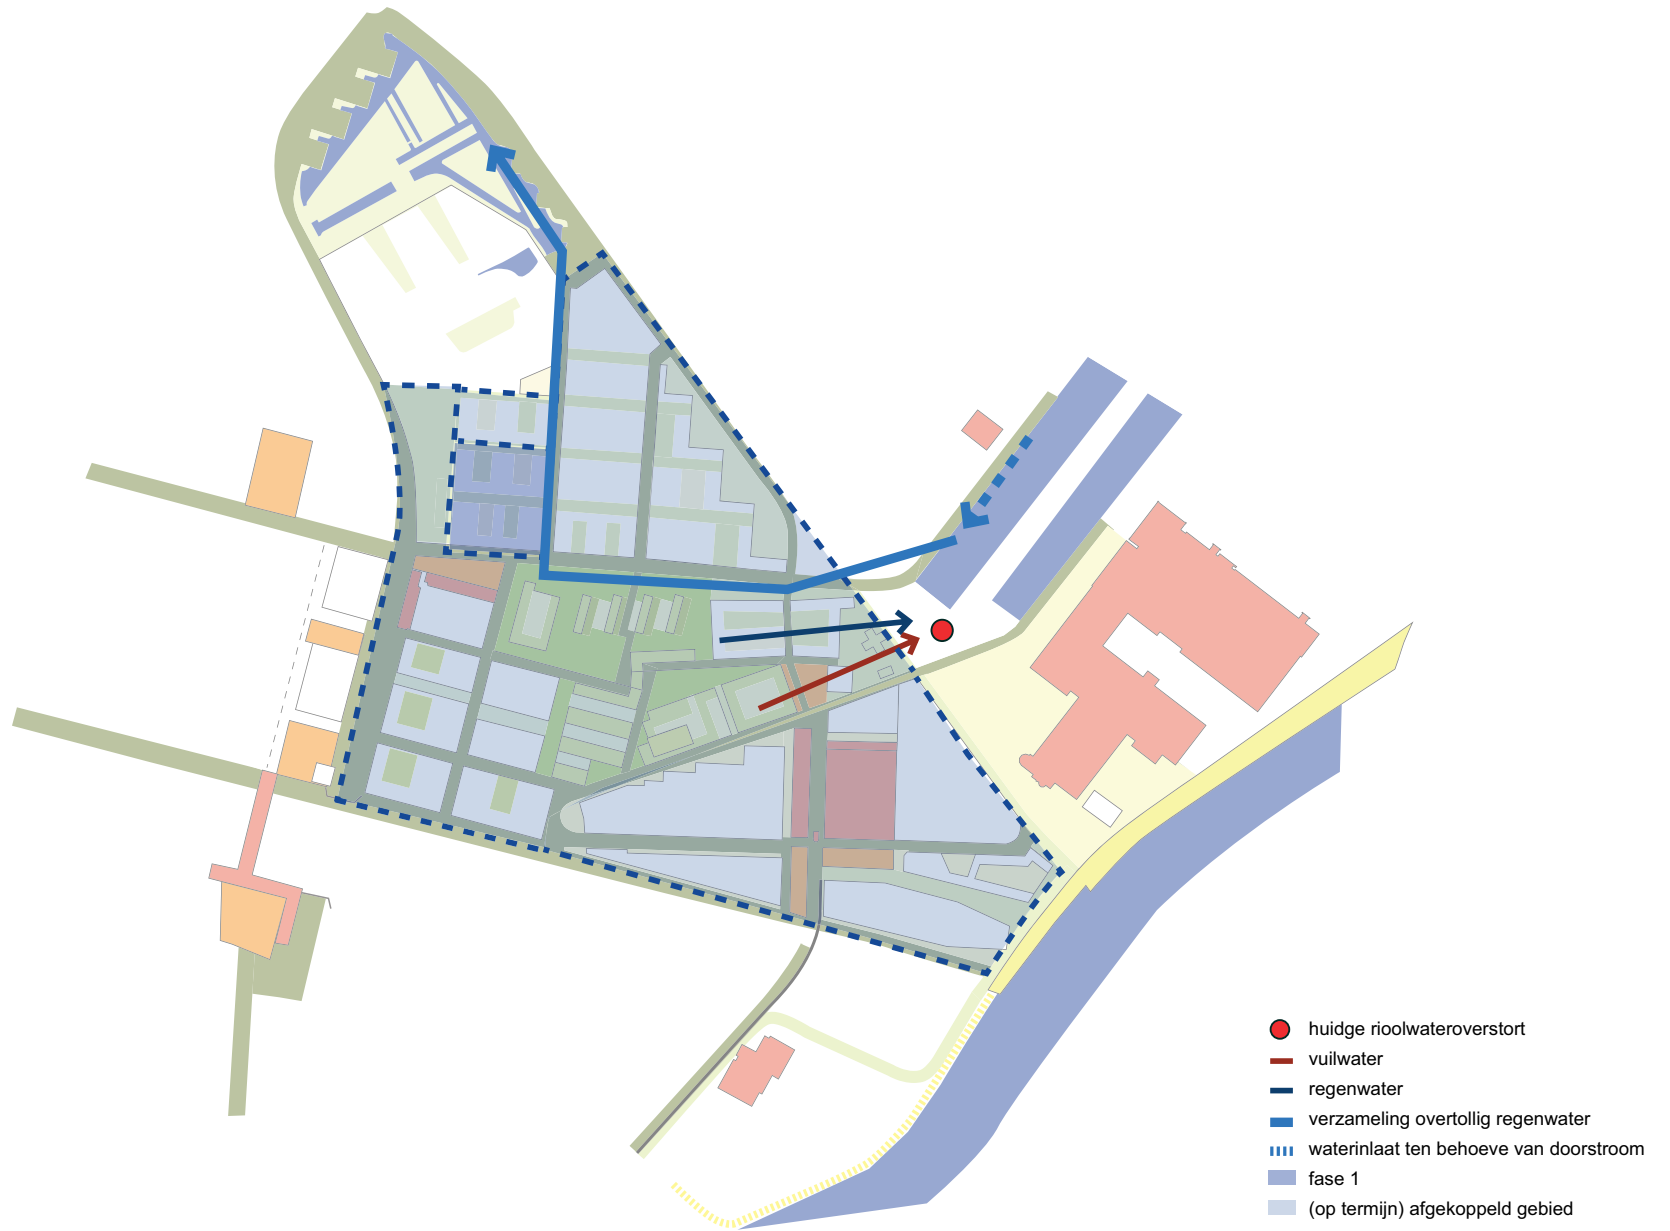 huidge rioolwateroverstort
vuilwater
regenwater
verzameling overtollig regenwater
waterinlaat ten behoeve van doorstroom
fase 1
(op termijn) afgekoppeld gebied